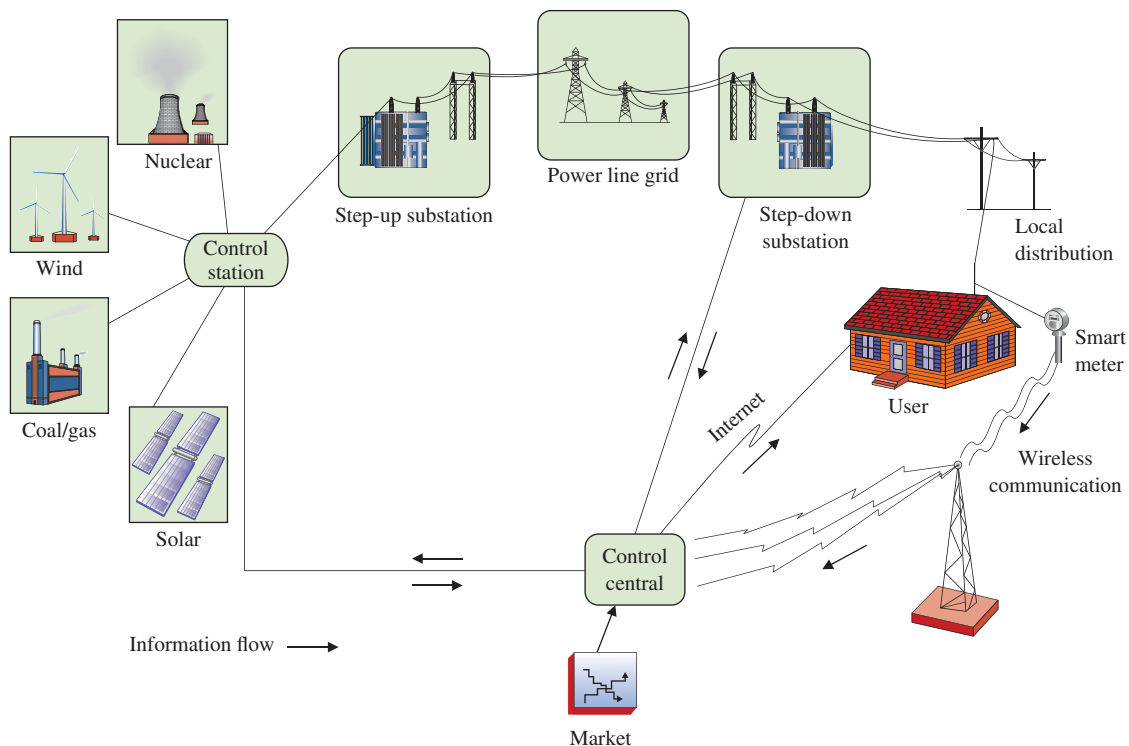 Nuclear
Wind
Coal/gas
Solar
Control
station
Step-up substation
Power line grid
Step-down
substation
Local
distribution
Smart
meter
User
Internet
Wireless
communication
Control
central
Information flow
Market